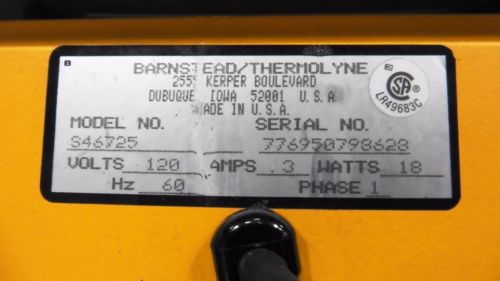 BARNSTEAD/THERMOLYNE
2555 KERPER BOULEVARD
DUBUQUE, IOWA 52001 U.S.A.
MADE IN U.S.A.
SA
LR49683C
MODEL NO. SERIAL NO.
S46725 776950798628
VOLTS 120 AMPS .3 WATTS 18
Hz 60 PHASE 1